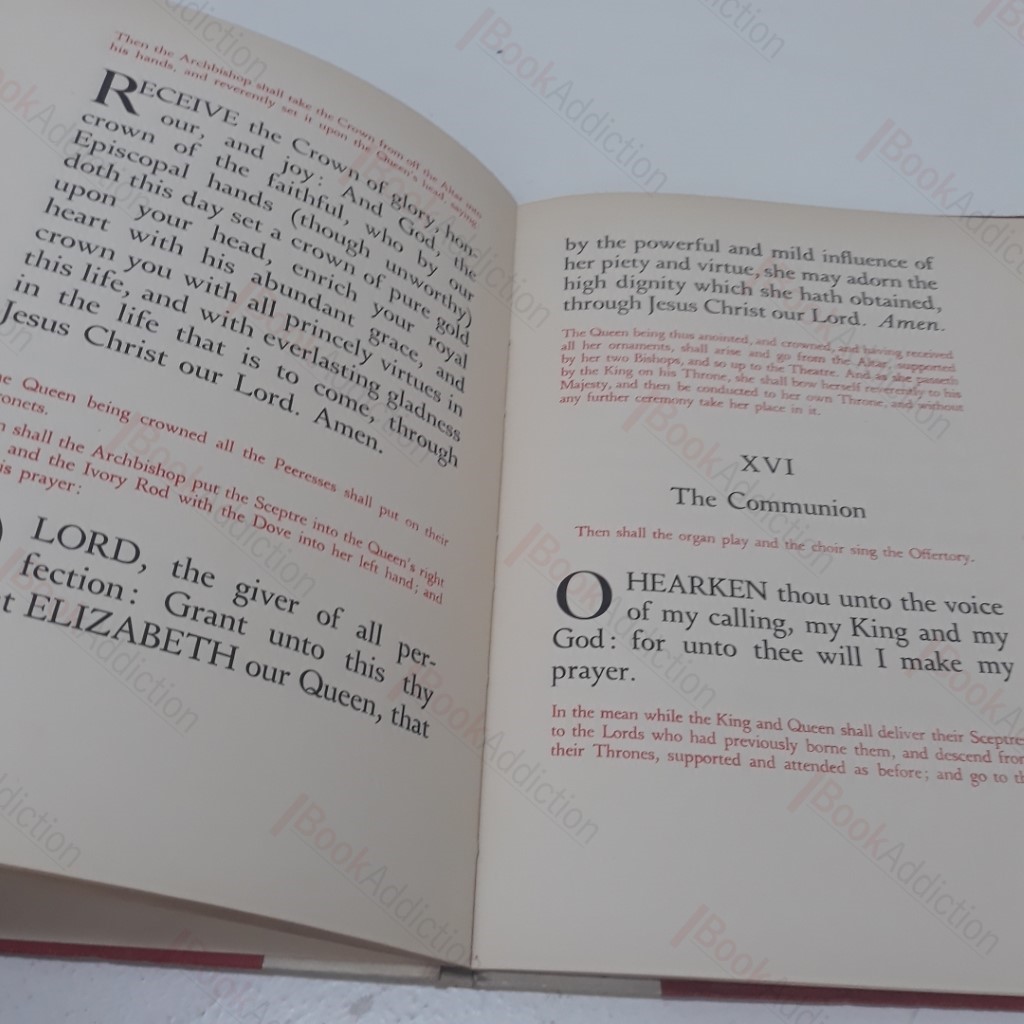 Then the Archbishop shall take the Crown from off the Altar into
his hands, and reverently set it upon the Queen's head, saying
RECEIVE the Crown of glory, hon-
our, and joy: And God, the
crown of the faithful, who by our
Episcopal hands (though unworthy)
doth this day set a crown of pure gold
upon your head, enrich your royal
heart with his abundant grace, and
crown you with all princely virtues in
this life, and with everlasting gladness
in the life that is to come, through
Jesus Christ our Lord. Amen.
Queen being crowned all the Peeresses shall put on their
shall the Archbishop put the Sceptre into the Queen's right
and the Ivory Rod with the Dove into her left hand; and
prayer:
LORD, the giver of all per-
fection: Grant unto this thy
ELIZABETH our Queen, that
by the powerful and mild influence of
her piety and virtue, she may adorn the
high dignity which she hath obtained,
through Jesus Christ our Lord. Amen.
The Queen being thus anointed, and crowned, and having received
all her ornaments, shall arise and go from the Altar, supported
by her two Bishops, and so up to the Theatre. And as she passeth
by the King on his Throne, she shall bow herself reverently to his
Majesty, and then be conducted to her own Throne, and without
any further ceremony take her place in it.
XVI
The Communion
Then shall the organ play and the choir sing the Offertory.
O HEARKEN thou unto the voice
of my calling, my King and my
God: for unto thee will I make my
prayer.
In the mean while the King and Queen shall deliver their Sceptre
to the Lords who had previously borne them, and descend from
their Thrones, supported and attended as before; and go to
BookAddiction